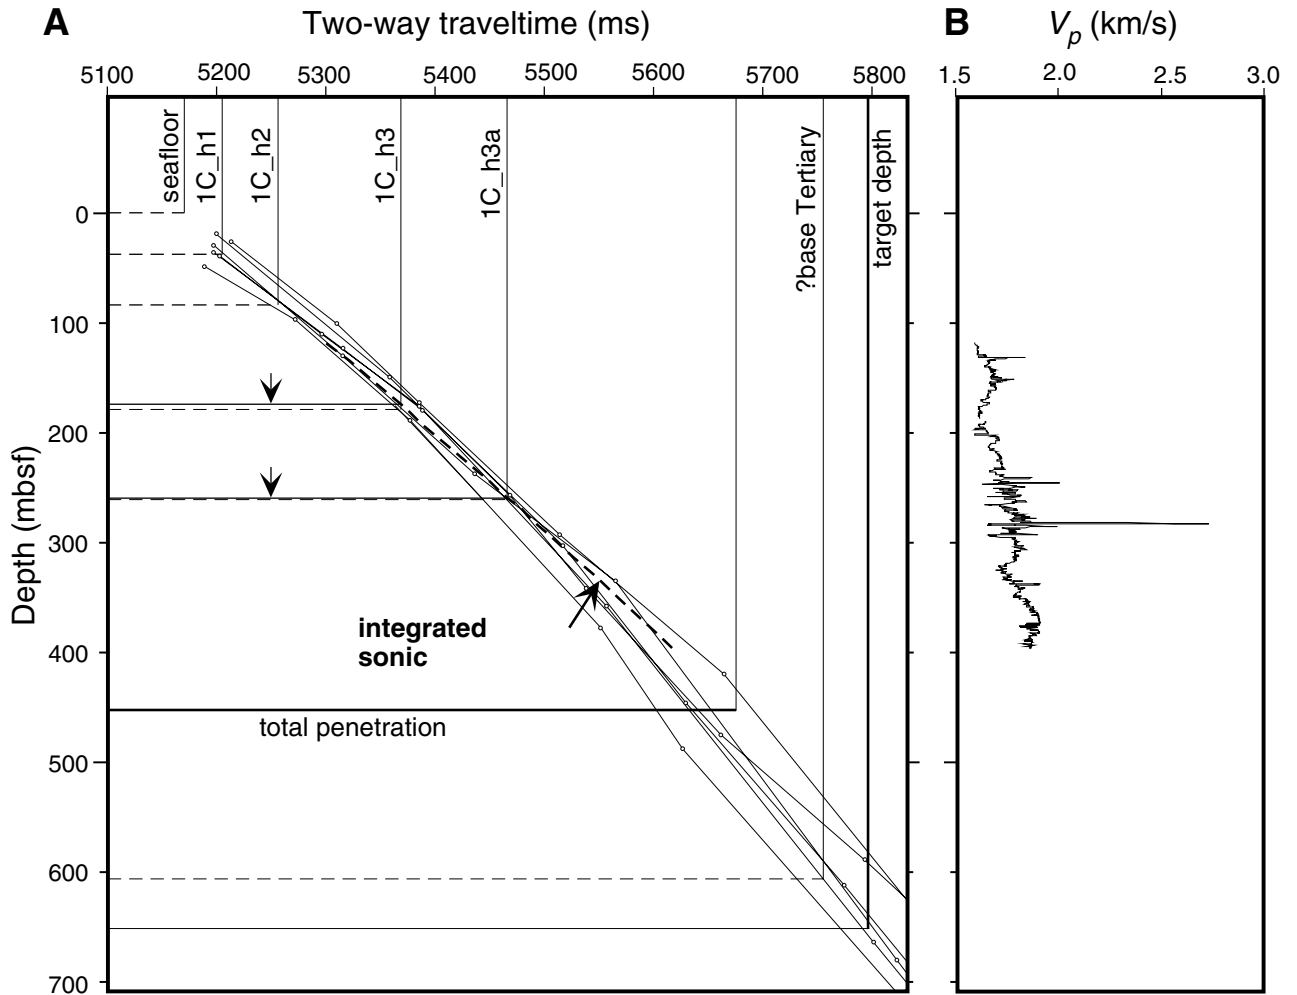 A
Two-way traveltime (ms)
5100 5200 5300 5400 5500 5600 5700 5800
seafloor
1C_h1
1C_h2
1C_h3
1C_h3a
?base Tertiary
target depth
Depth (mbsf)
0
100
200
300
400
500
600
700
integrated
sonic
total penetration
B
Vp (km/s)
1.5 2.0 2.5 3.0